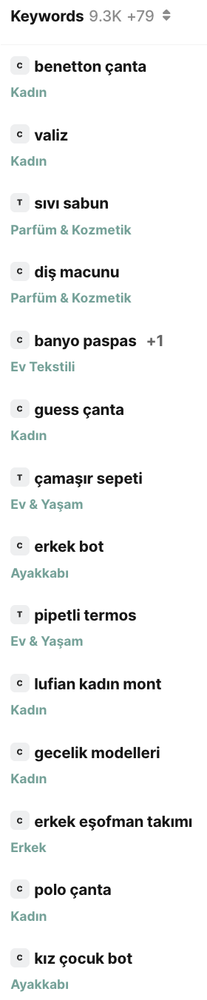 Keywords 9.3K +79
C benetton çanta
Kadın
C valiz
Kadın
T sıvı sabun
Parfüm & Kozmetik
C diş macunu
Parfüm & Kozmetik
C banyo paspas +1
Ev Tekstili
C guess çanta
Kadın
T çamaşır sepeti
Ev & Yaşam
C erkek bot
Ayakkabı
T pipetli termos
Ev & Yaşam
C lufian kadın mont
Kadın
C gecelik modelleri
Kadın
C erkek eşofman takımı
Erkek
C polo çanta
Kadın
C kız çocuk bot
Ayakkabı